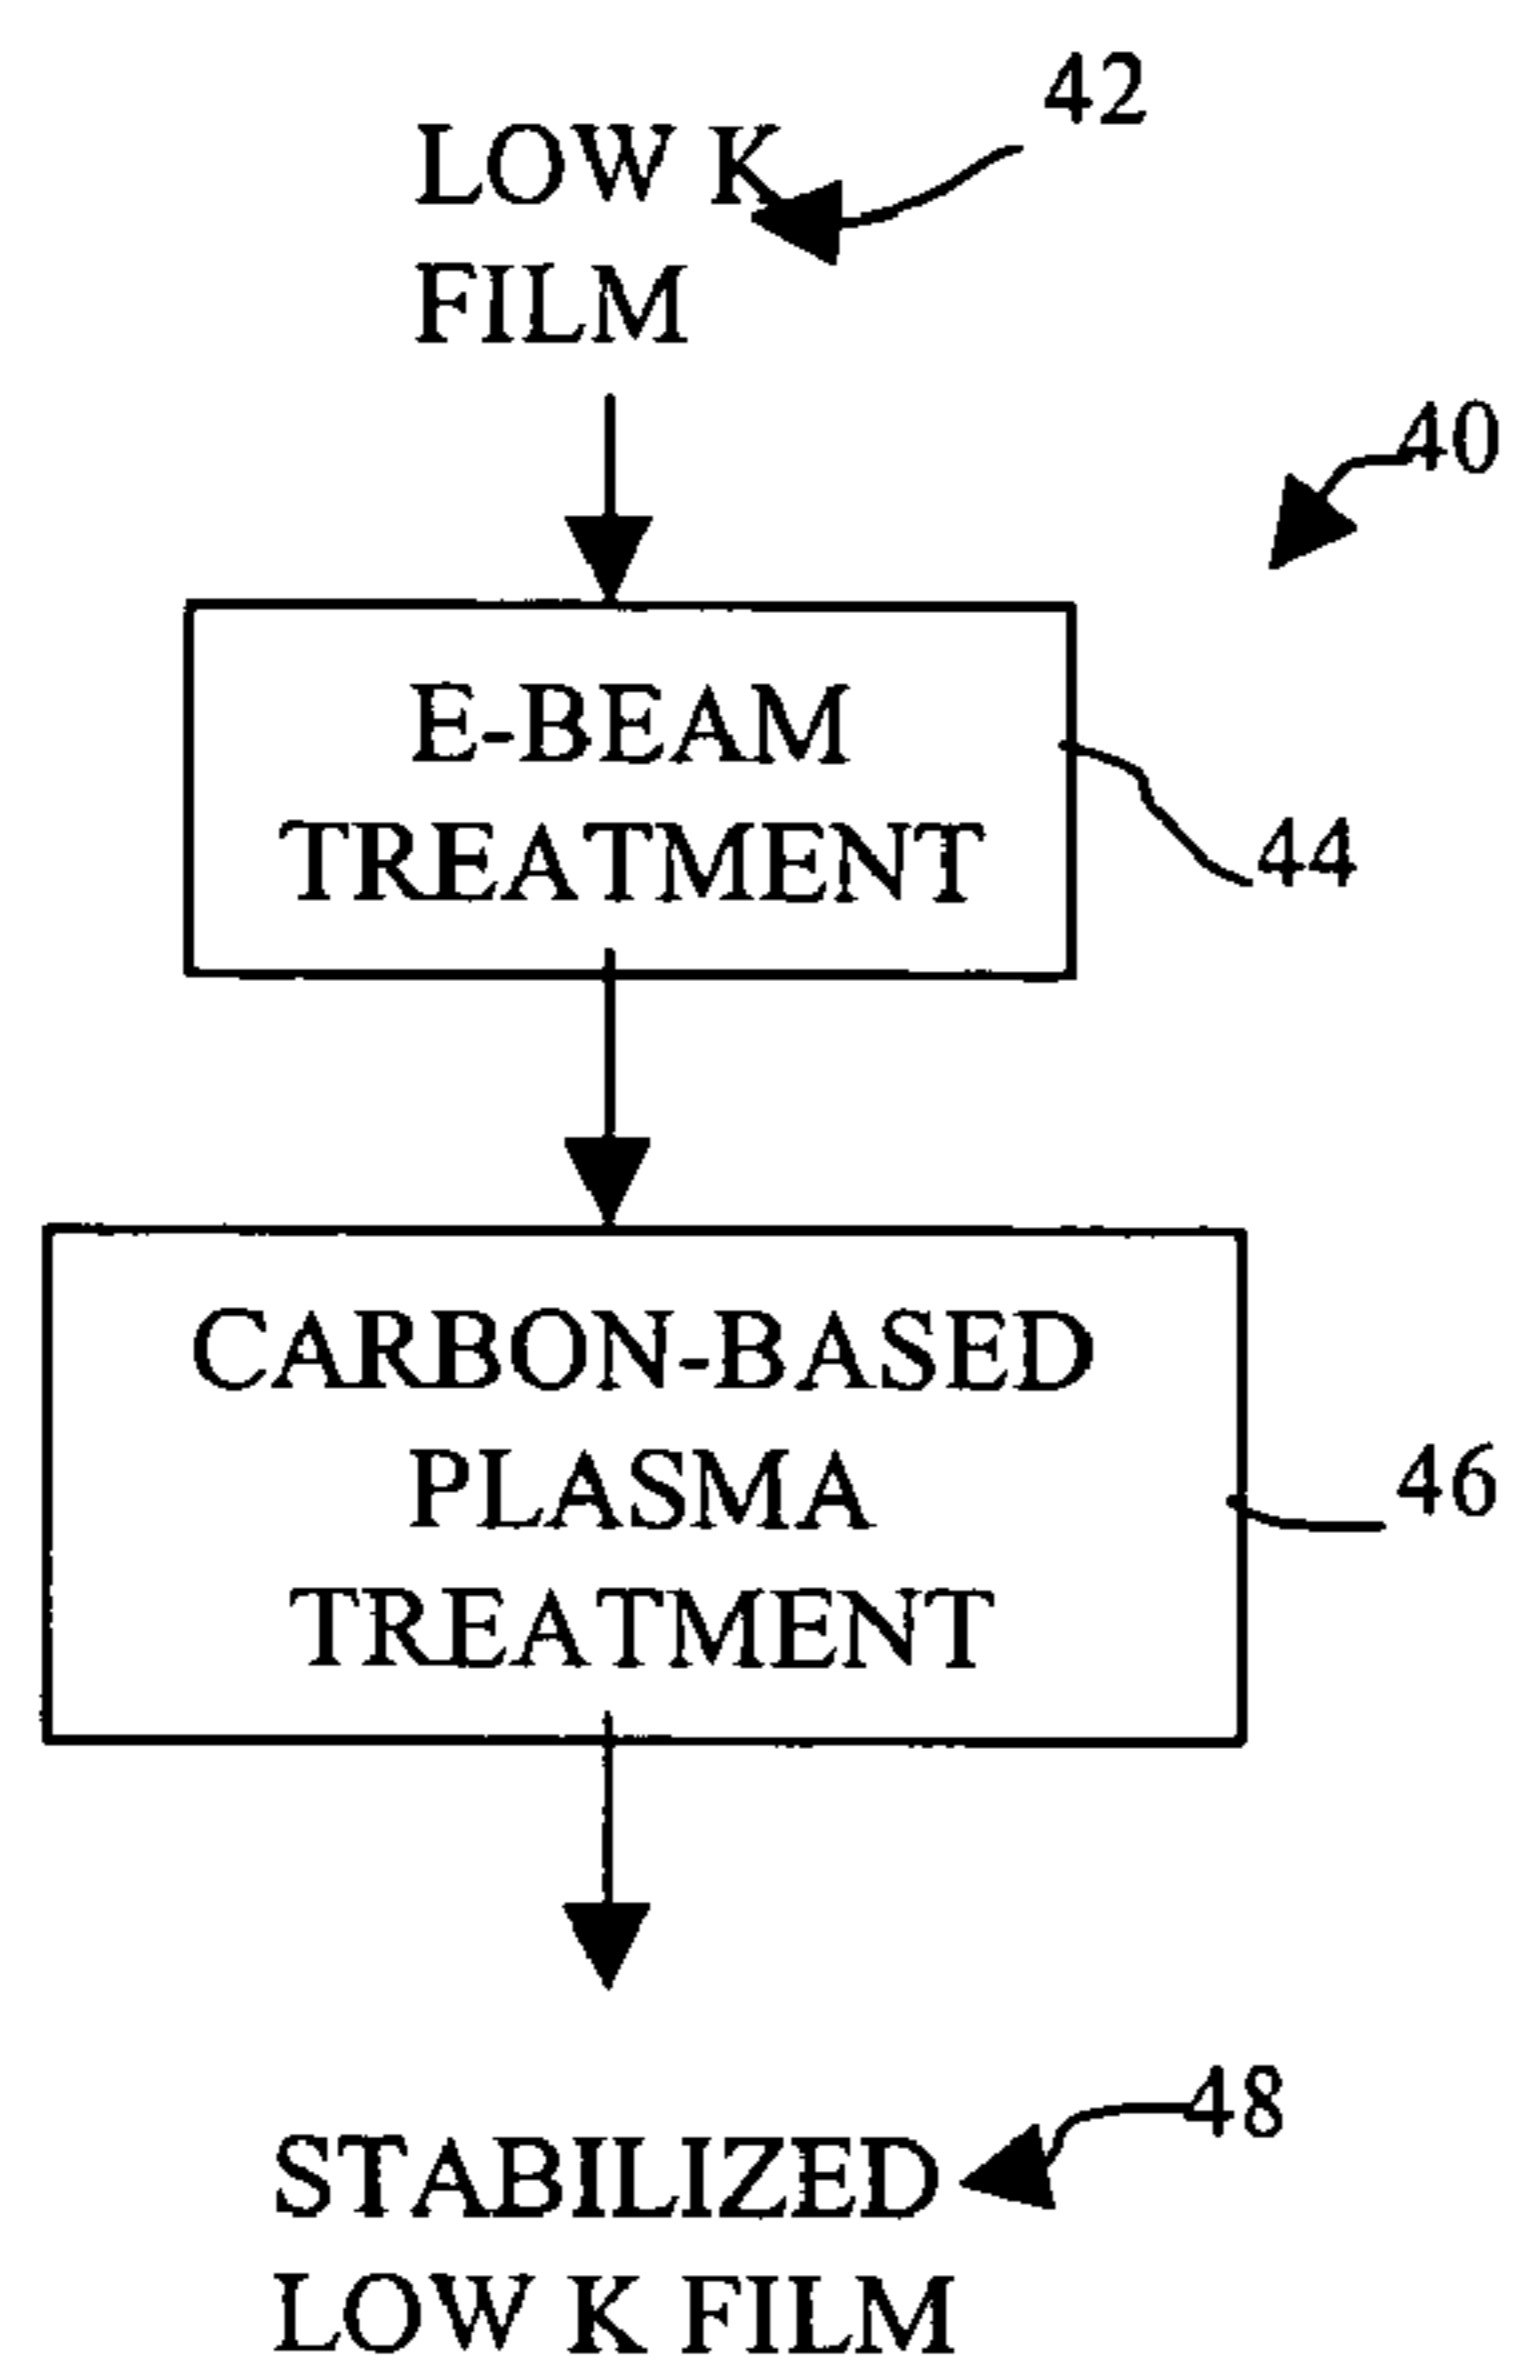 42
LOW K
FILM
40
E-BEAM
TREATMENT
44
CARBON-BASED
PLASMA
TREATMENT
46
48
STABILIZED
LOW K FILM